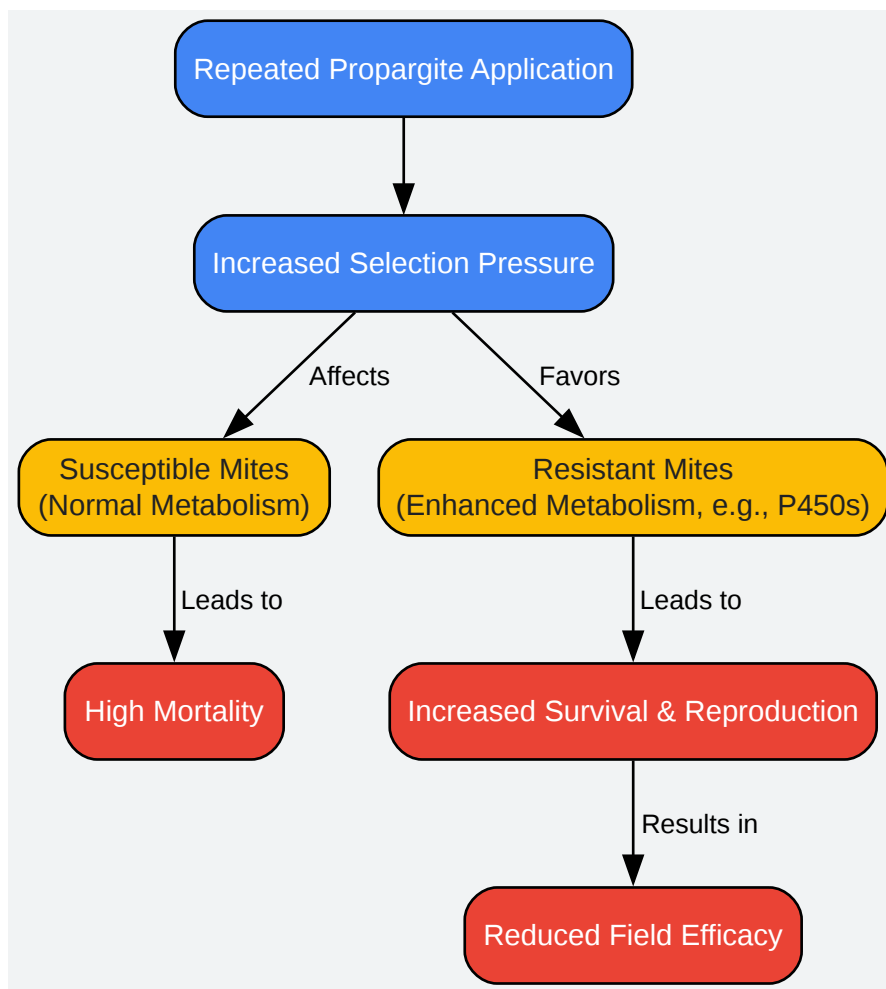 Repeated Propargite Application
Increased Selection Pressure
Affects
Favors
Susceptible Mites
(Normal Metabolism)
Resistant Mites
(Enhanced Metabolism, e.g., P450s)
Leads to
Leads to
High Mortality
Increased Survival & Reproduction
Results in
Reduced Field Efficacy